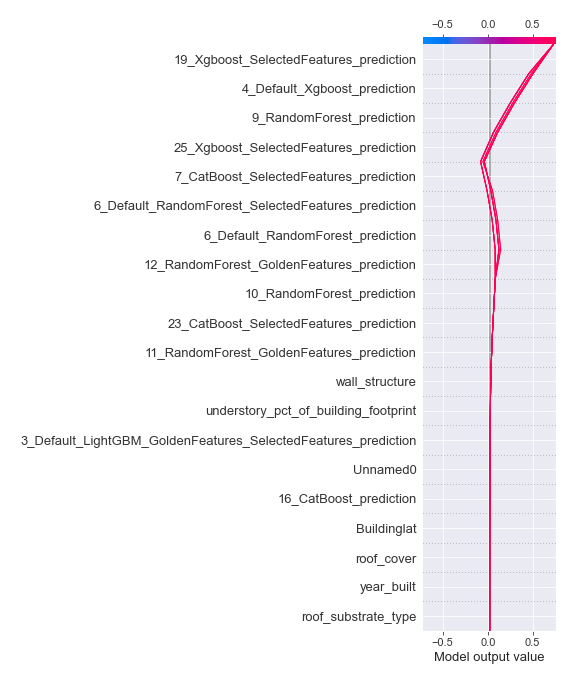 −0.5 0.0 0.5
19_Xgboost_SelectedFeatures_prediction
4_Default_Xgboost_prediction
9_RandomForest_prediction
25_Xgboost_SelectedFeatures_prediction
7_CatBoost_SelectedFeatures_prediction
6_Default_RandomForest_SelectedFeatures_prediction
6_Default_RandomForest_prediction
12_RandomForest_GoldenFeatures_prediction
10_RandomForest_prediction
23_CatBoost_SelectedFeatures_prediction
11_RandomForest_GoldenFeatures_prediction
wall_structure
understory_pct_of_building_footprint
3_Default_LightGBM_GoldenFeatures_SelectedFeatures_prediction
Unnamed0
16_CatBoost_prediction
Buildinglat
roof_cover
year_built
roof_substrate_type
−0.5 0.0 0.5
Model output value